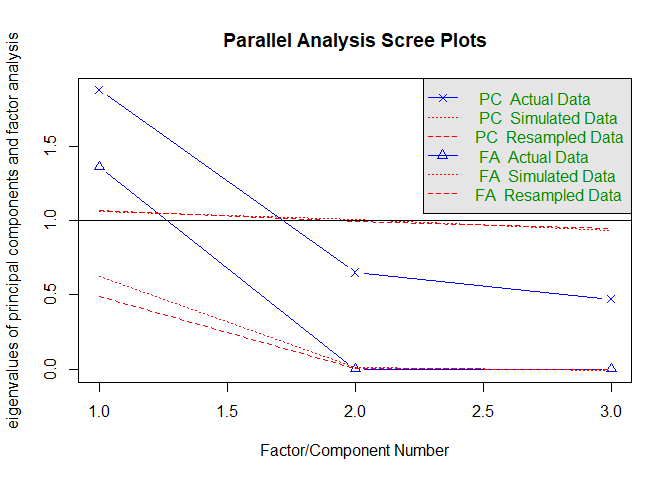 Parallel Analysis Scree Plots
eigenvalues of principal components and factor analysis
PC Actual Data
PC Simulated Data
PC Resampled Data
FA Actual Data
FA Simulated Data
FA Resampled Data
1.5
1.0
0.5
0.0
1.0 1.5 2.0 2.5 3.0
Factor/Component Number